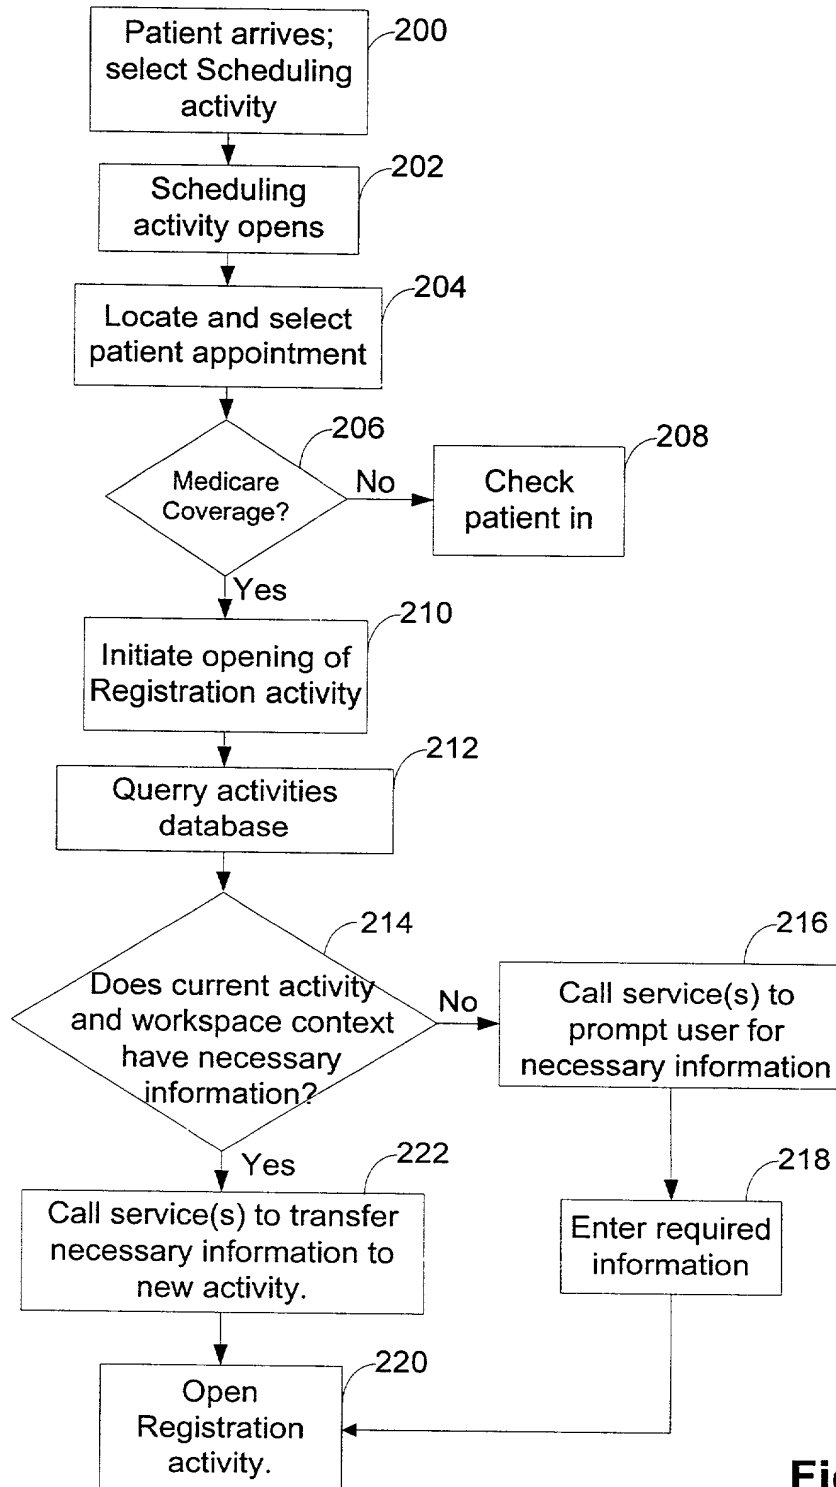 Patient arrives;
select Scheduling
activity
200
Scheduling
activity opens
202
Locate and select
patient appointment
204
Medicare
Coverage?
206
No
Check
patient in
208
Yes
Initiate opening of
Registration activity
210
Querry activities
database
212
Does current activity
and workspace context
have necessary
information?
214
No
Call service(s) to
prompt user for
necessary information
216
Yes
Enter required
information
218
Call service(s) to transfer
necessary information to
new activity.
222
Open
Registration
activity.
220